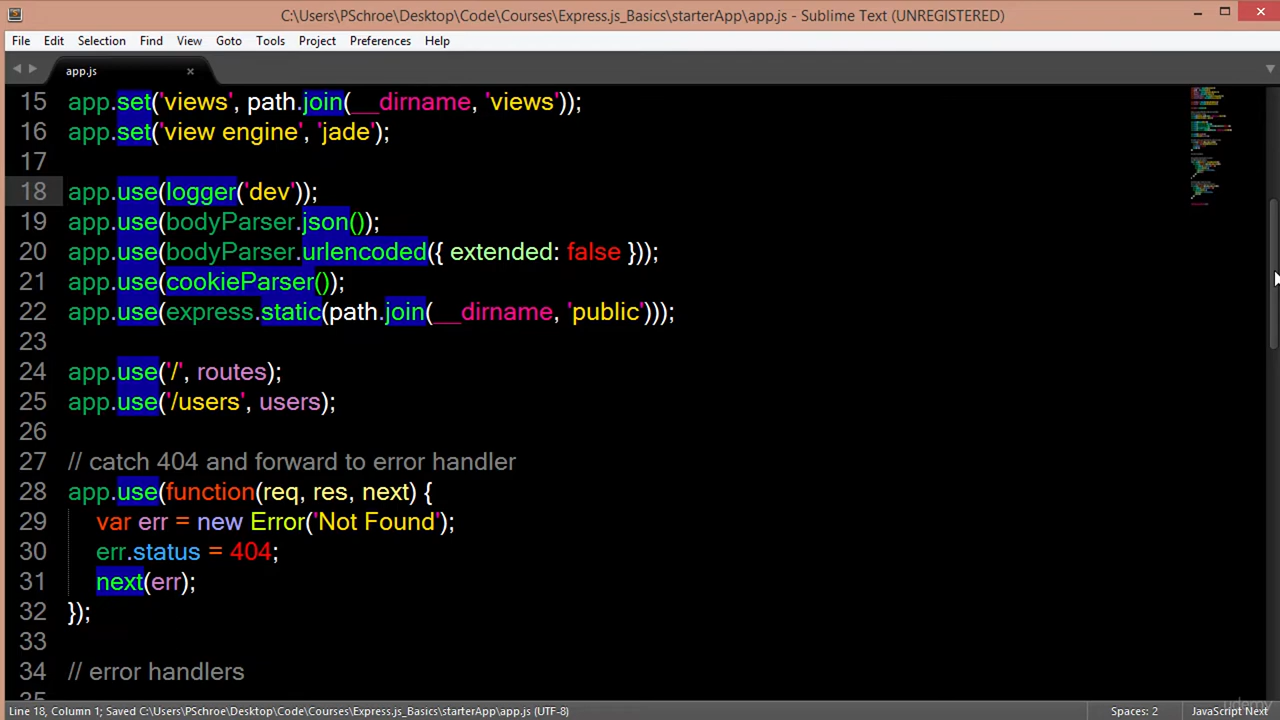 C:\Users\PSchroe\Desktop\Code\Courses\Express.js_Basics\starterApp\app.js - Sublime Text (UNREGISTERED)
File Edit Selection Find View Goto Tools Project Preferences Help
app.js
15 app.set('views', path.join(__dirname, 'views'));
16 app.set('view engine', 'jade');
17
18 app.use(logger('dev'));
19 app.use(bodyParser.json());
20 app.use(bodyParser.urlencoded({ extended: false }));
21 app.use(cookieParser());
22 app.use(express.static(path.join(__dirname, 'public')));
23
24 app.use('/', routes);
25 app.use('/users', users);
26
27 // catch 404 and forward to error handler
28 app.use(function(req, res, next) {
29 var err = new Error('Not Found');
30 err.status = 404;
31 next(err);
32 });
33
34 // error handlers
35
Line 18, Column 1; Saved C:\Users\PSchroe\Desktop\Code\Courses\Express.js_Basics\starterApp\app.js (UTF-8) Spaces: 2 JavaScript Next
udemy